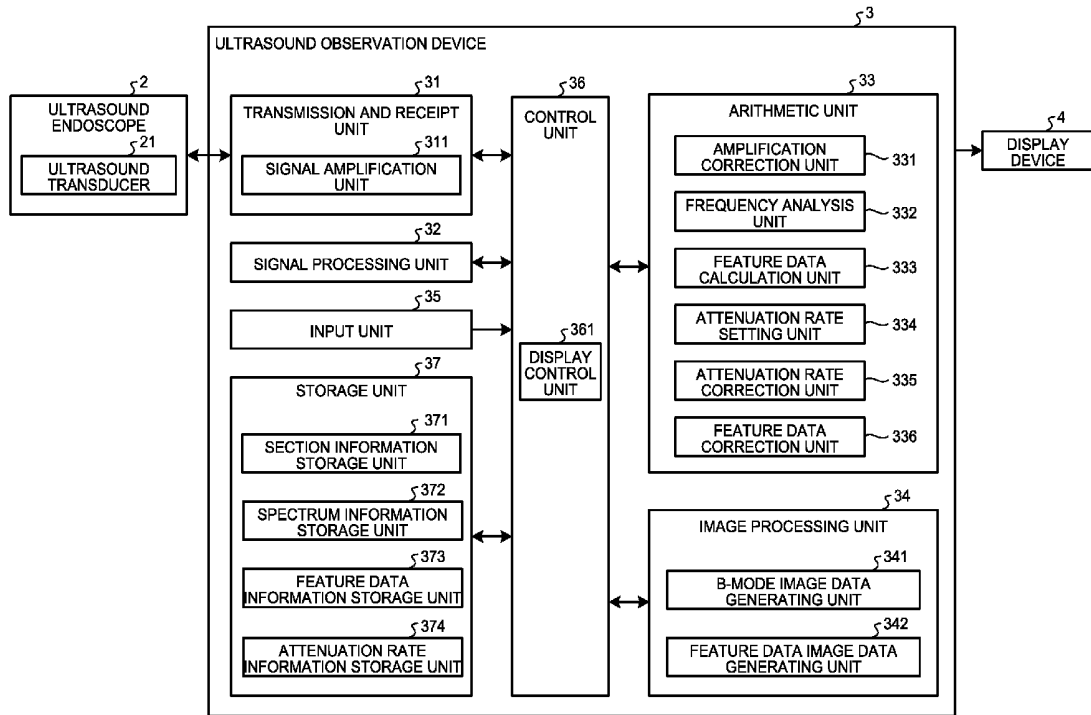 3
ULTRASOUND OBSERVATION DEVICE
2
ULTRASOUND
ENDOSCOPE
21
ULTRASOUND
TRANSDUCER
31
TRANSMISSION AND RECEIPT
UNIT
311
SIGNAL AMPLIFICATION
UNIT
32
SIGNAL PROCESSING UNIT
35
INPUT UNIT
37
STORAGE UNIT
371
SECTION INFORMATION
STORAGE UNIT
372
SPECTRUM INFORMATION
STORAGE UNIT
373
FEATURE DATA
INFORMATION STORAGE UNIT
374
ATTENUATION RATE
INFORMATION STORAGE UNIT
36
CONTROL
UNIT
361
DISPLAY
CONTROL
UNIT
33
ARITHMETIC UNIT
AMPLIFICATION
CORRECTION UNIT
331
FREQUENCY ANALYSIS
UNIT
332
FEATURE DATA
CALCULATION UNIT
333
ATTENUATION RATE
SETTING UNIT
334
ATTENUATION RATE
CORRECTION UNIT
335
FEATURE DATA
CORRECTION UNIT
336
34
IMAGE PROCESSING UNIT
341
B-MODE IMAGE DATA
GENERATING UNIT
342
FEATURE DATA IMAGE DATA
GENERATING UNIT
4
DISPLAY
DEVICE